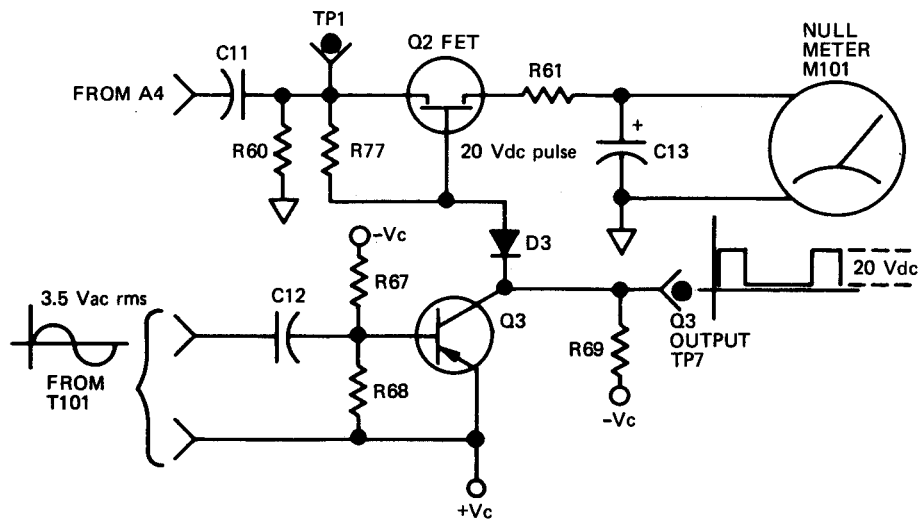 TP1
C11
Q2 FET
NULL
METER
M101
R61
FROM A4
R60
R77
20 Vdc pulse
+
C13
-Vc
D3
3.5 Vac rms
R67
C12
Q3
20 Vdc
Q3
OUTPUT
TP7
R69
FROM
T101
R68
-Vc
+Vc